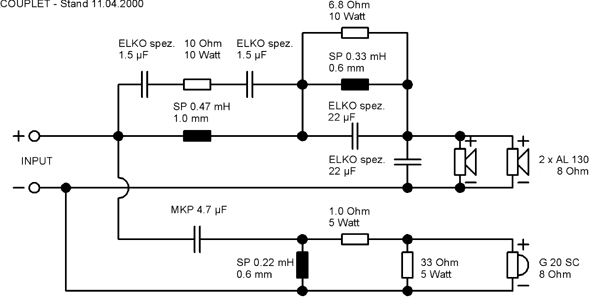 COUPLET - Stand 11.04.2000
6.8 Ohm
10 Watt
ELKO spez.
1.5 µF
10 Ohm
10 Watt
ELKO spez.
1.5 µF
SP 0.33 mH
0.6 mm
SP 0.47 mH
1.0 mm
ELKO spez.
22 µF
+
INPUT
−
ELKO spez.
22 µF
+
−
+
−
2 x AL 130
8 Ohm
MKP 4.7 µF
1.0 Ohm
5 Watt
SP 0.22 mH
0.6 mm
33 Ohm
5 Watt
+
−
G 20 SC
8 Ohm